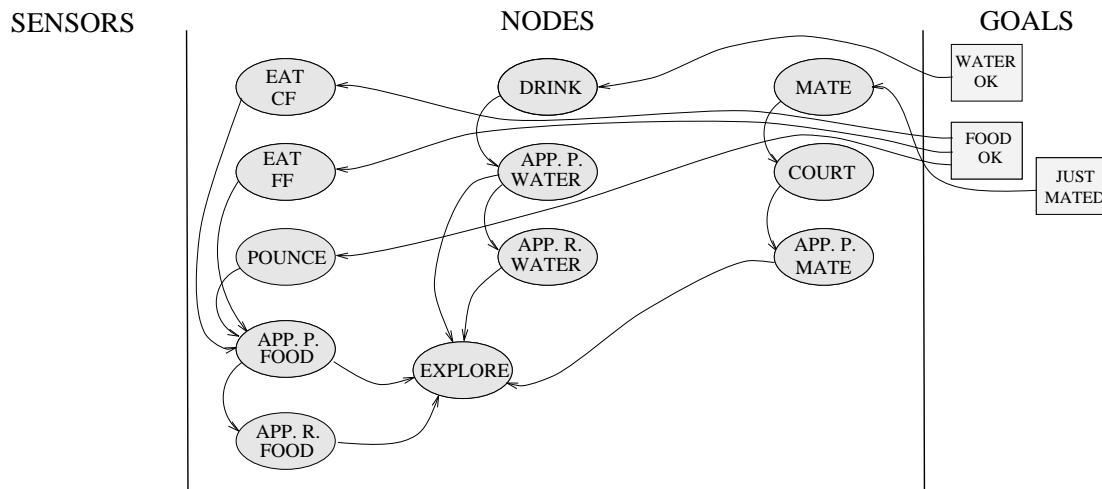 SENSORS
NODES
GOALS
EAT
CF
DRINK
MATE
WATER
OK
FOOD
OK
EAT
FF
APP. P.
WATER
COURT
JUST
MATED
POUNCE
APP. R.
WATER
APP. P.
MATE
APP. P.
FOOD
EXPLORE
APP. R.
FOOD